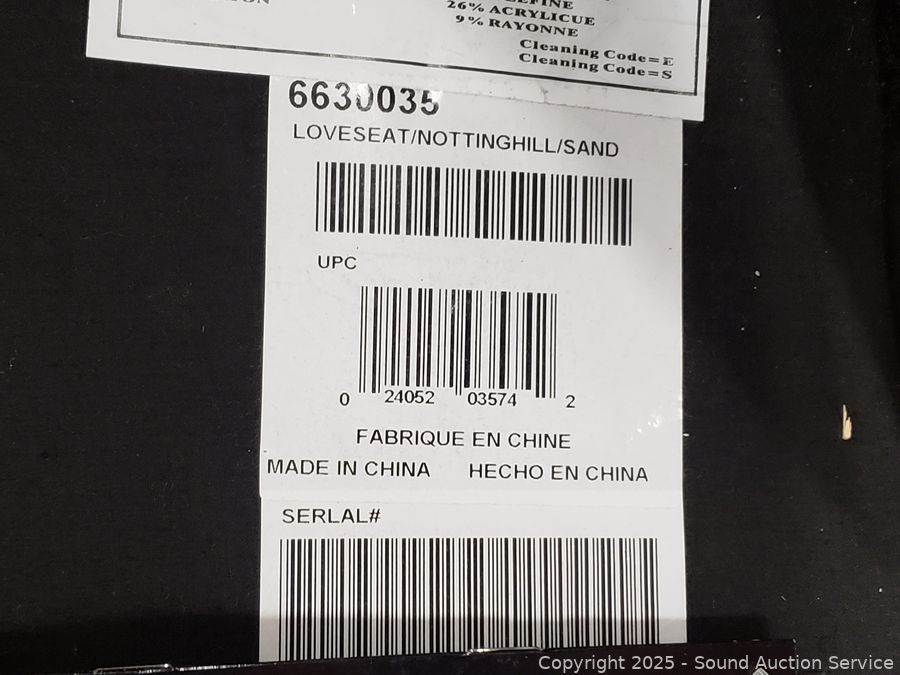 26% ACRYLICUE
9% RAYONNE
Cleaning Code=E
Cleaning Code=S
6630035
LOVESEAT/NOTTINGHILL/SAND
UPC
0 24052 03574 2
FABRIQUE EN CHINE
MADE IN CHINA HECHO EN CHINA
SERLAL#
Copyright 2025 - Sound Auction Service